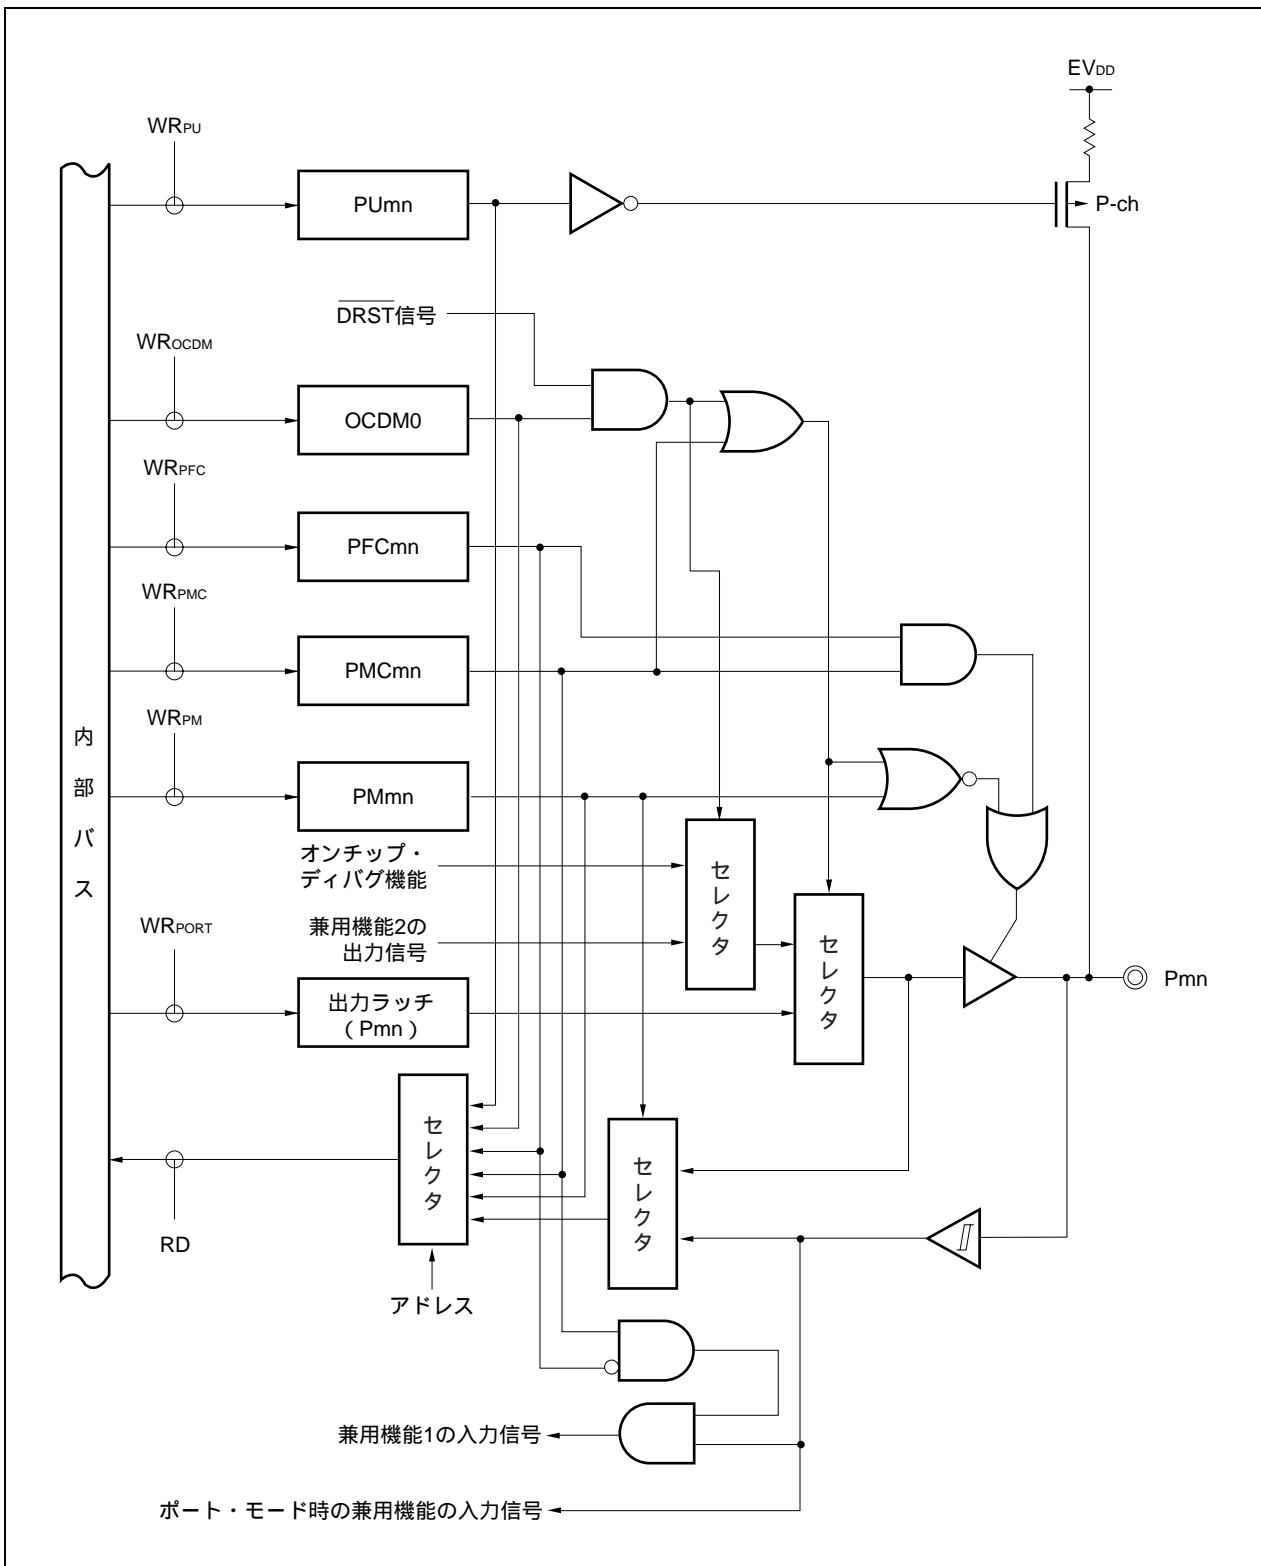 EVDD
WRPU
PUmn
P-ch
DRST信号
WROCDM
OCDM0
WRPFC
PFCmn
WRPMC
PMCmn
WRPM
PMmn
内部バス
オンチップ・
ディバグ機能
セレクタ
兼用機能2の
出力信号
セレクタ
WRPORT
出力ラッチ
(Pmn)
Pmn
セレクタ
セレクタ
RD
アドレス
兼用機能1の入力信号
ポート・モード時の兼用機能の入力信号